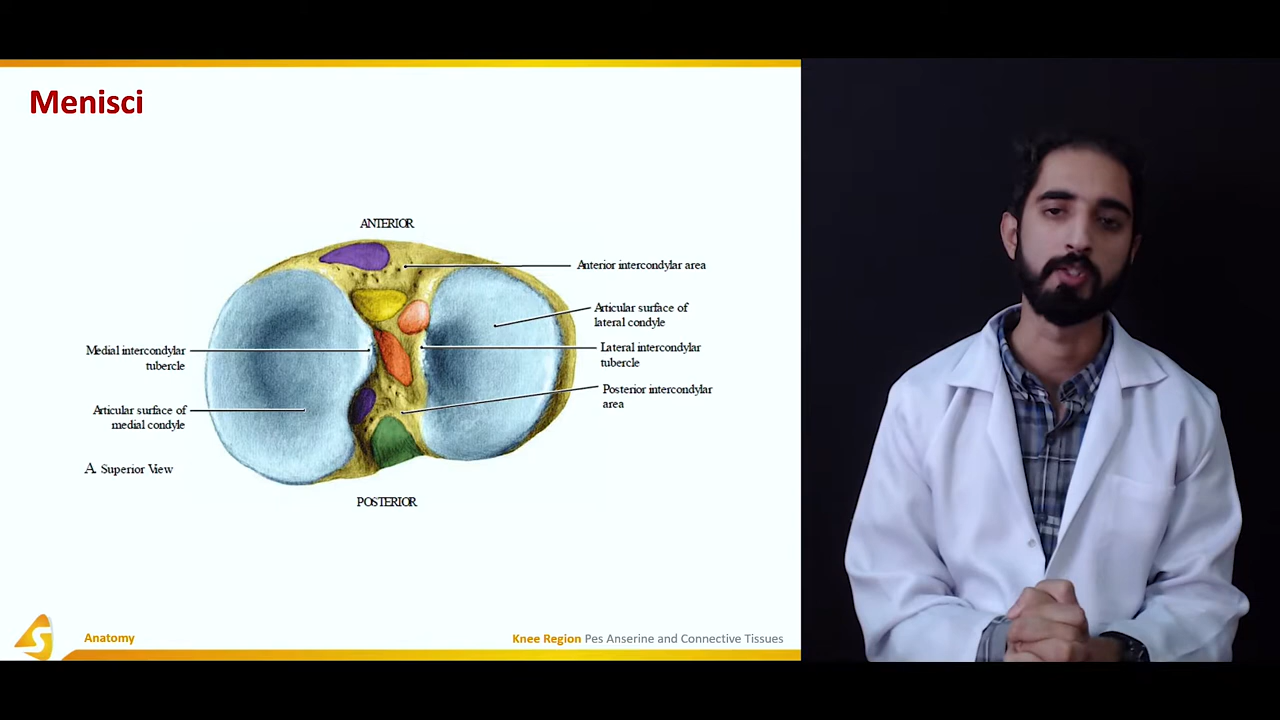 Menisci
ANTERIOR
Anterior intercondylar area
Articular surface of
lateral condyle
Medial intercondylar
tubercle
Lateral intercondylar
tubercle
Posterior intercondylar
area
Articular surface of
medial condyle
A. Superior View
POSTERIOR
Anatomy
Knee Region Pes Anserine and Connective Tissues